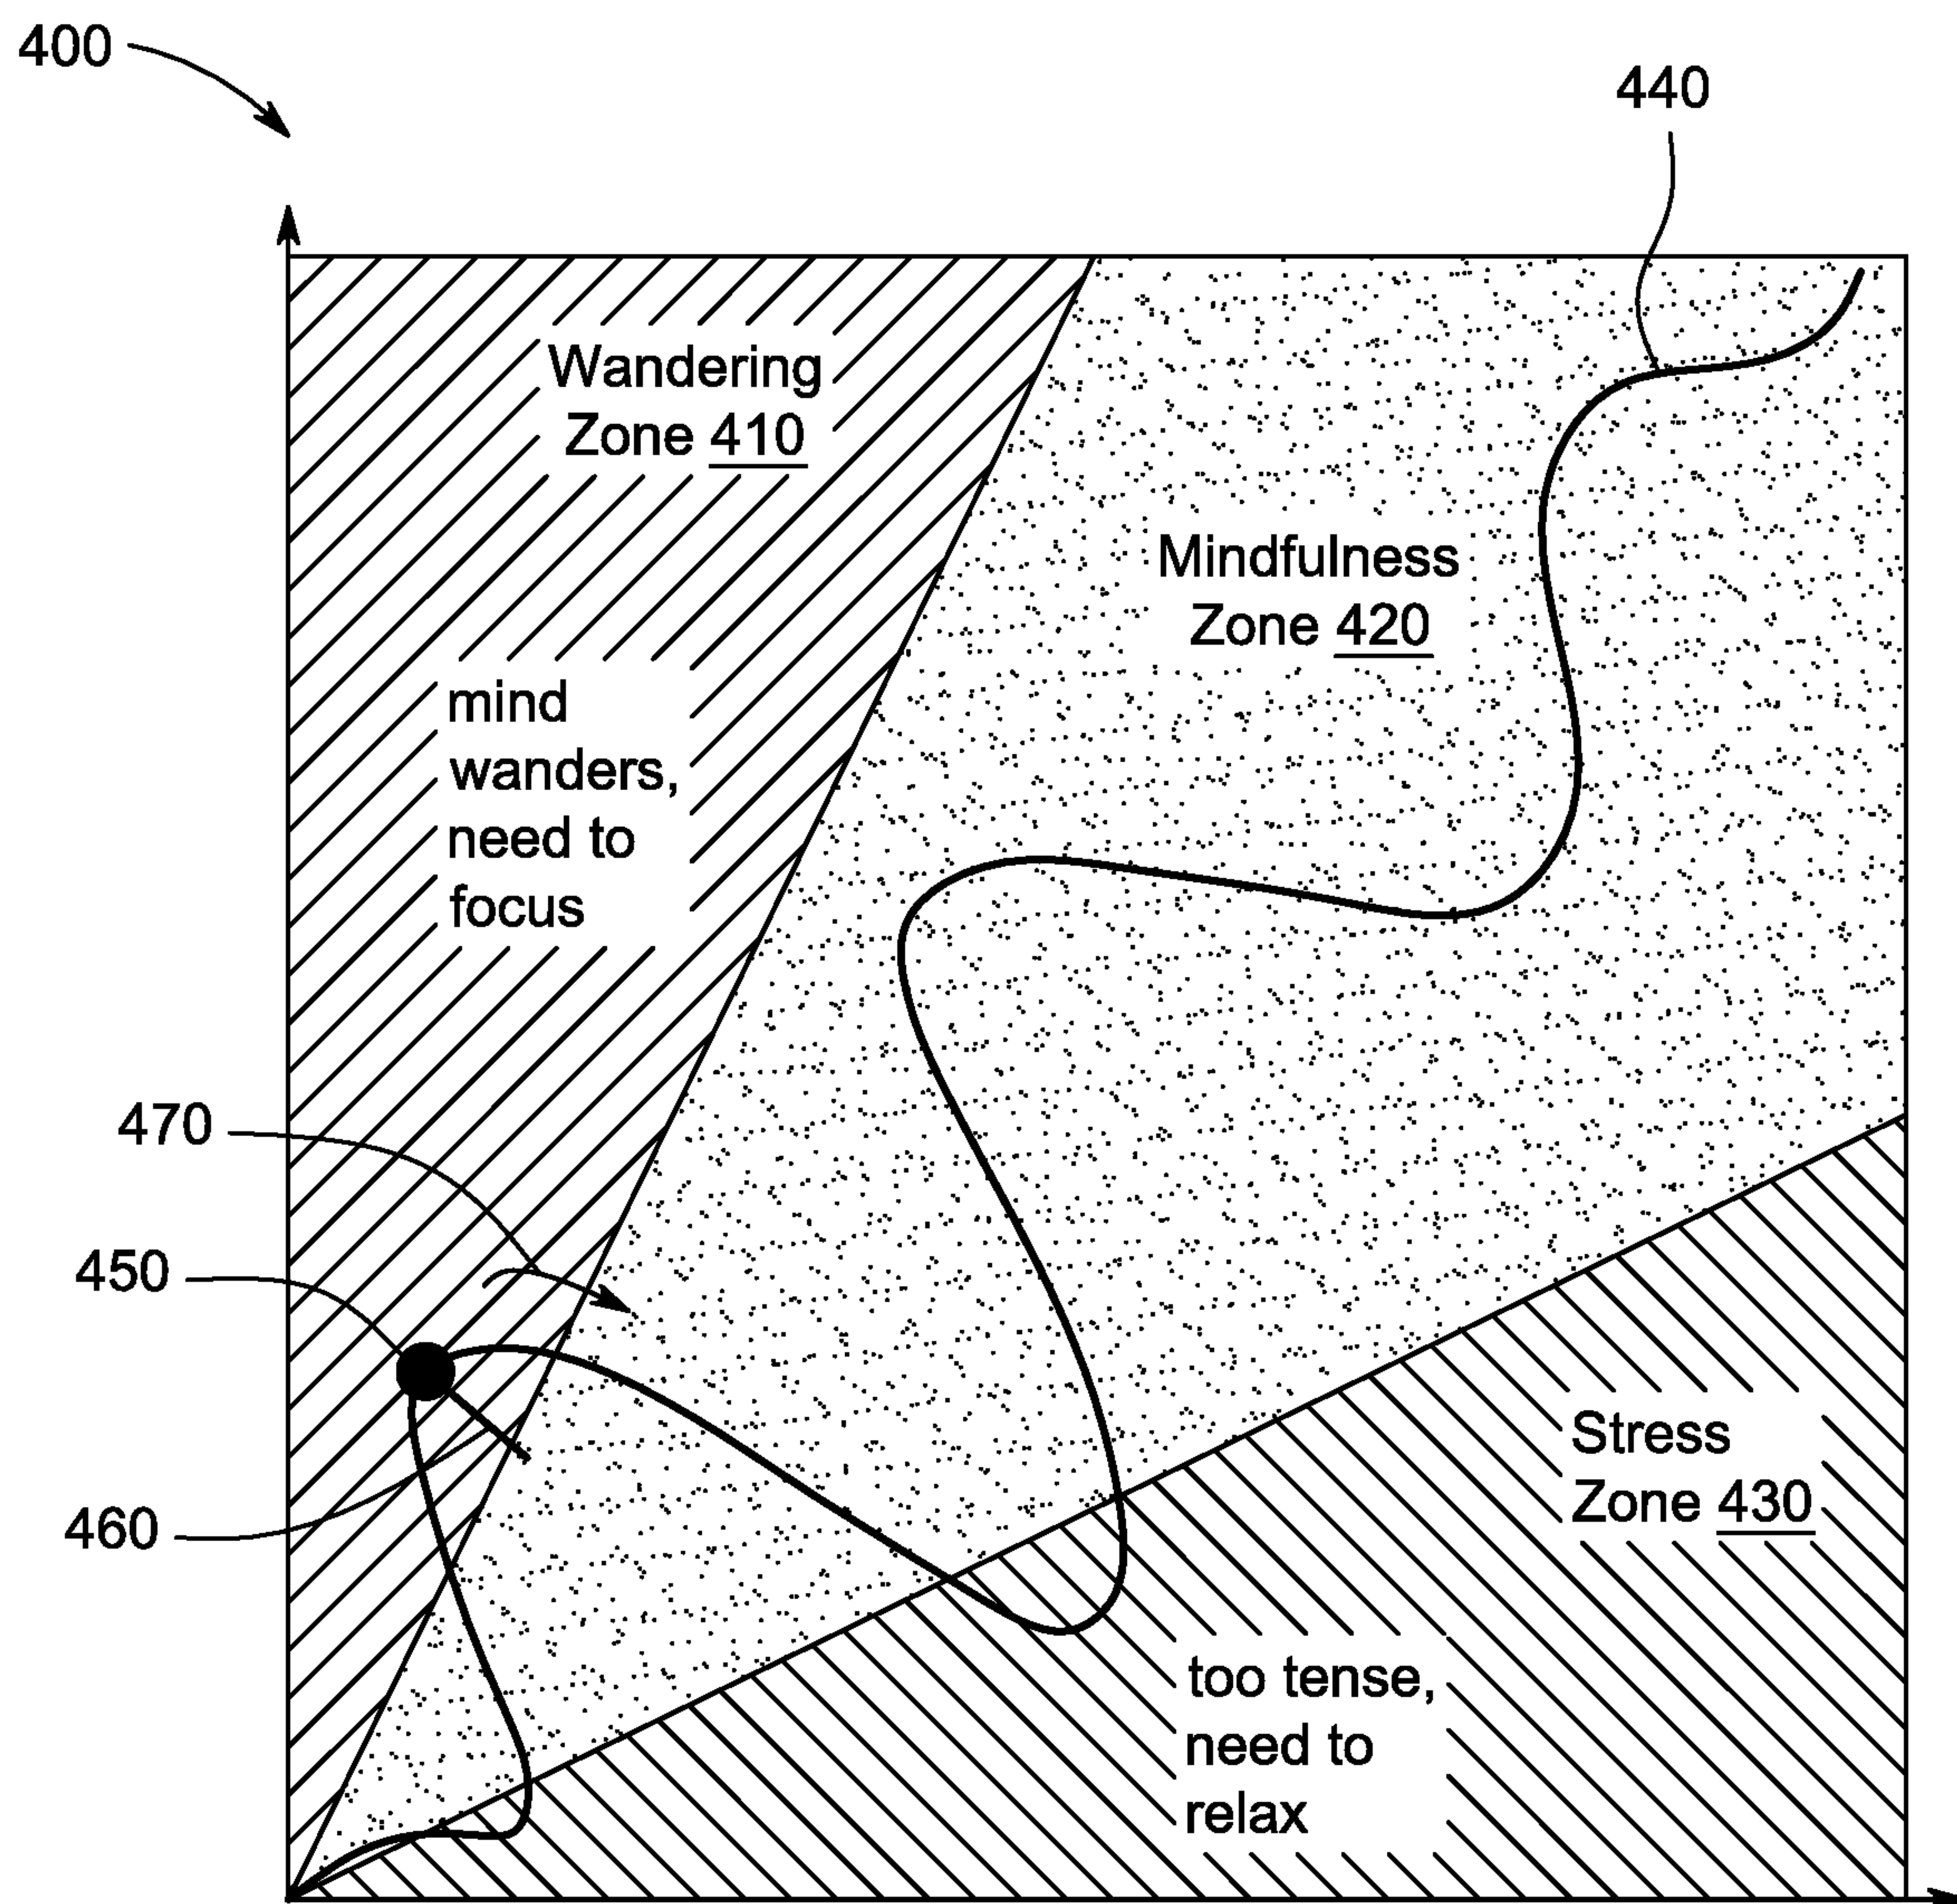 400
440
Wandering
Zone 410
Mindfulness
Zone 420
mind
wanders,
need to
focus
470
450
460
Stress
Zone 430
too tense,
need to
relax